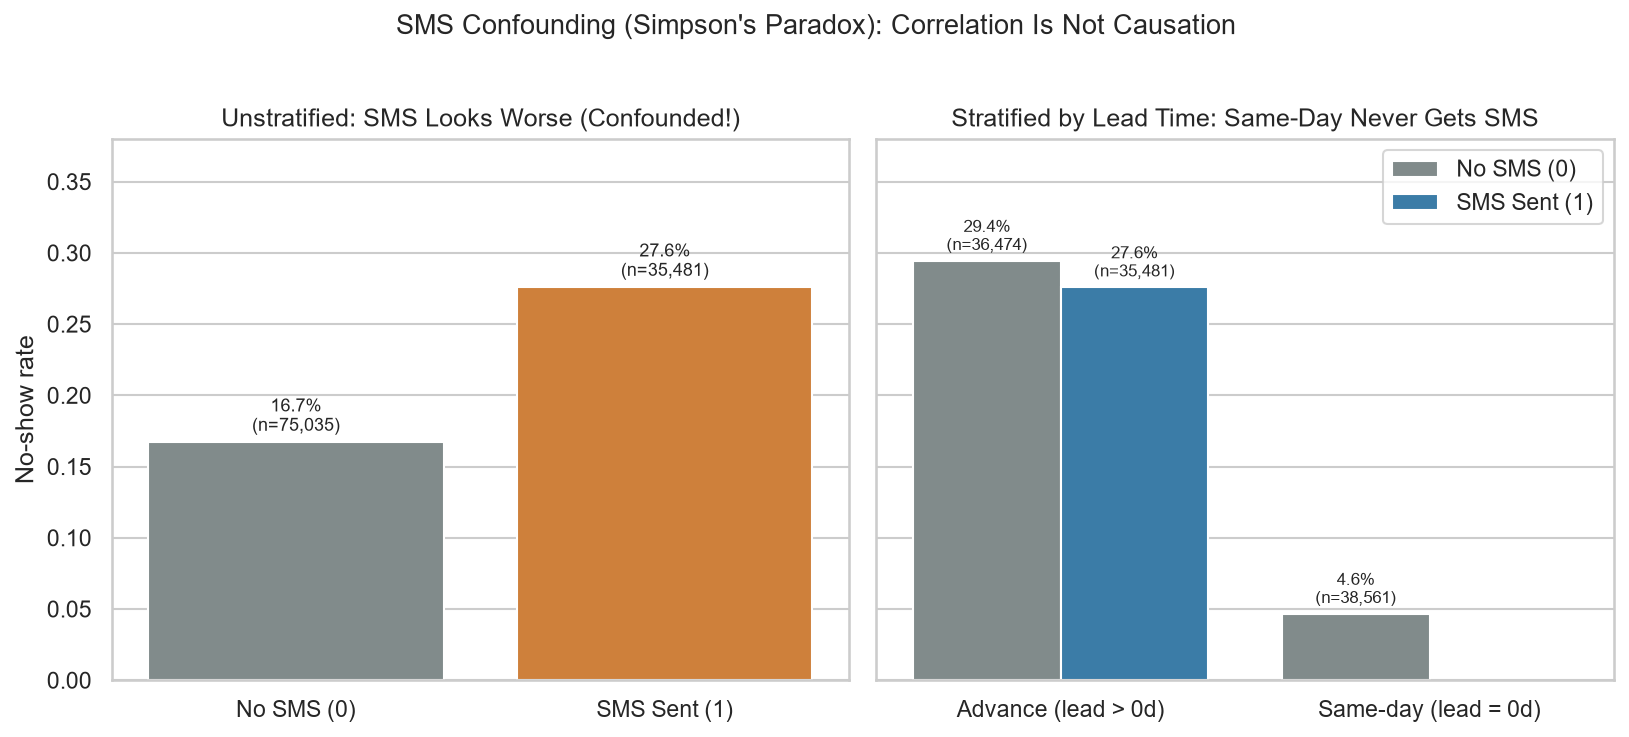 SMS Confounding (Simpson's Paradox): Correlation Is Not Causation
Unstratified: SMS Looks Worse (Confounded!)
No-show rate
0.35
0.30
0.25
0.20
0.15
0.10
0.05
0.00
16.7%
(n=75,035)
27.6%
(n=35,481)
No SMS (0)
SMS Sent (1)
Stratified by Lead Time: Same-Day Never Gets SMS
No SMS (0)
SMS Sent (1)
29.4%
(n=36,474)
27.6%
(n=35,481)
4.6%
(n=38,561)
Advance (lead > 0d)
Same-day (lead = 0d)